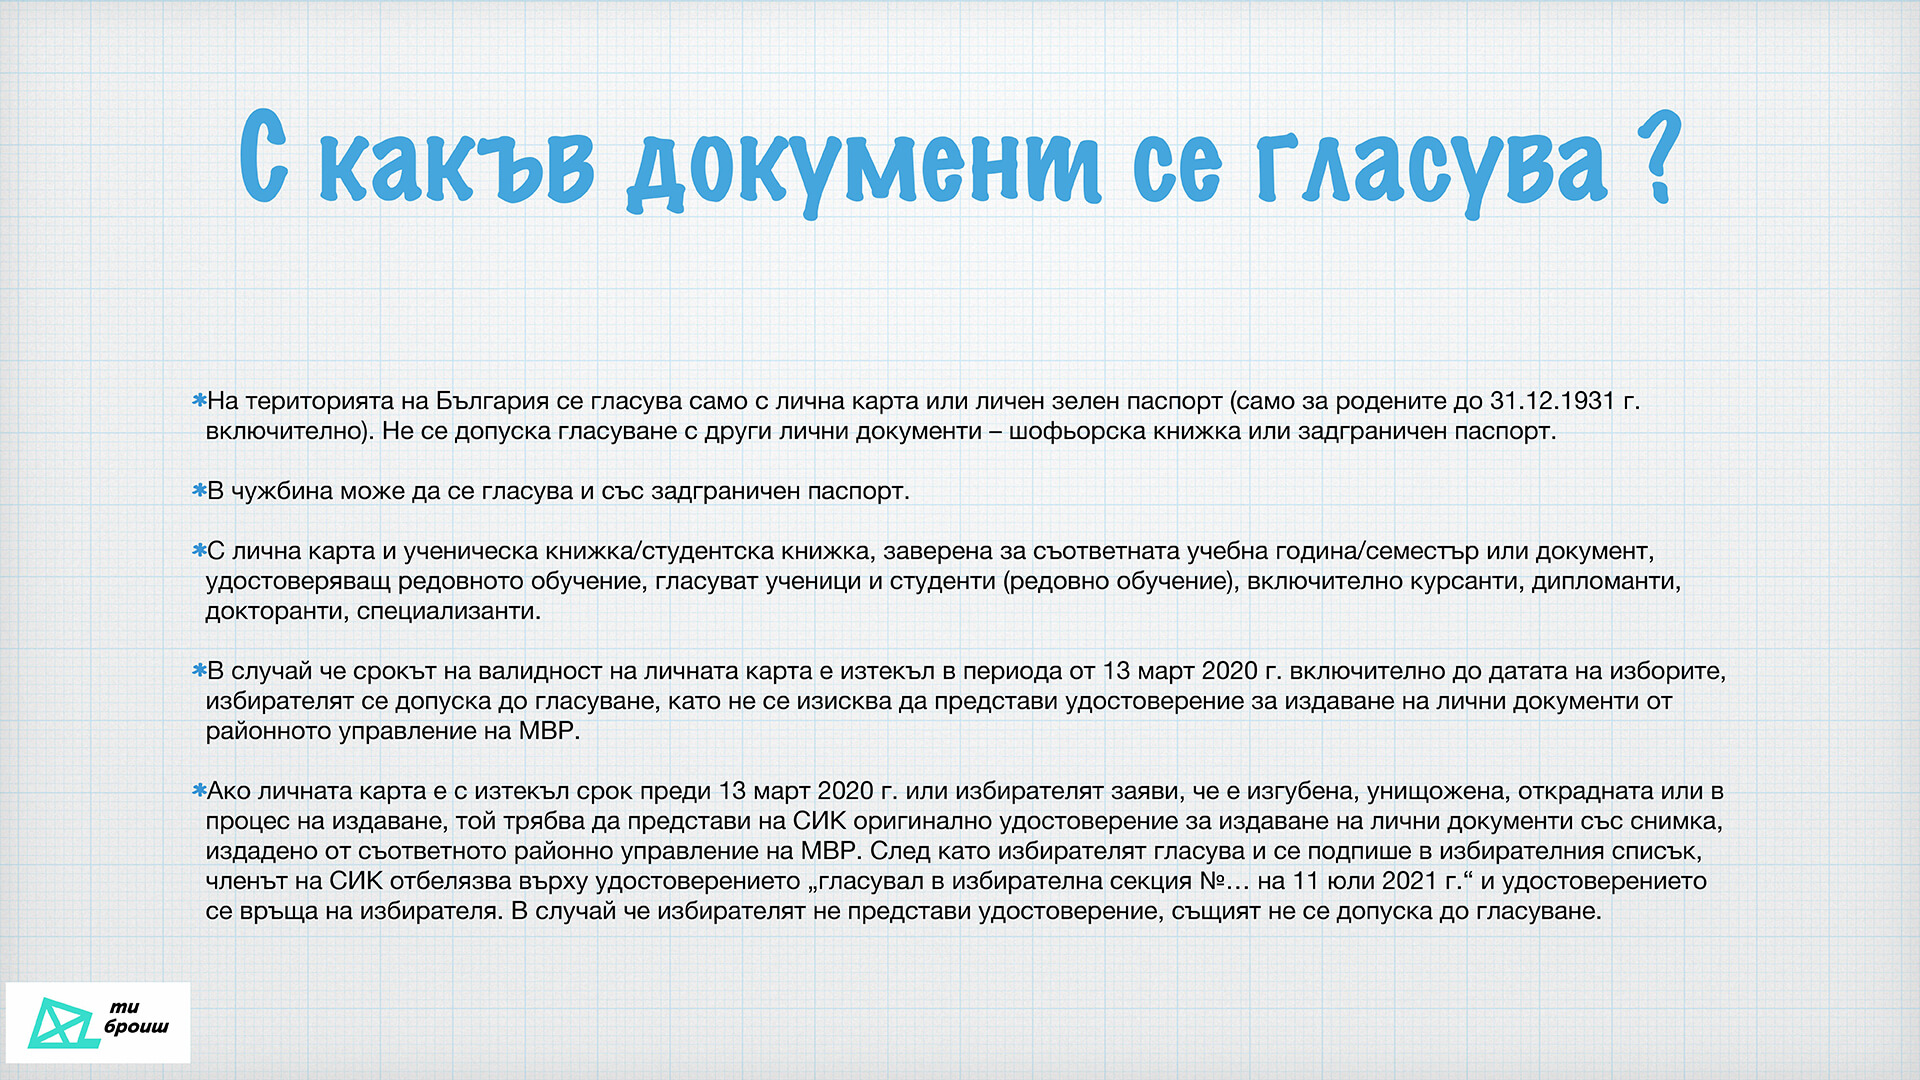 С какъв документ се гласува ?
*На територията на България се гласува само с лична карта или личен зелен паспорт (само за родените до 31.12.1931 г.
включително). Не се допуска гласуване с други лични документи – шофьорска книжка или задграничен паспорт.
*В чужбина може да се гласува и със задграничен паспорт.
*С лична карта и ученическа книжка/студентска книжка, заверена за съответната учебна година/семестър или документ,
удостоверяващ редовното обучение, гласуват ученици и студенти (редовно обучение), включително курсанти, дипломанти,
докторанти, специализанти.
*В случай че срокът на валидност на личната карта е изтекъл в периода от 13 март 2020 г. включително до датата на изборите,
избирателят се допуска до гласуване, като не се изисква да представи удостоверение за издаване на лични документи от
районното управление на МВР.
*Ако личната карта е с изтекъл срок преди 13 март 2020 г. или избирателят заяви, че е изгубена, унищожена, открадната или в
процес на издаване, той трябва да представи на СИК оригинално удостоверение за издаване на лични документи със снимка,
издадено от съответното районно управление на МВР. След като избирателят гласува и се подпише в избирателния списък,
членът на СИК отбелязва върху удостоверението „гласувал в избирателна секция №… на 11 юли 2021 г.“ и удостоверението
се връща на избирателя. В случай че избирателят не представи удостоверение, същият не се допуска до гласуване.
ти
броиш